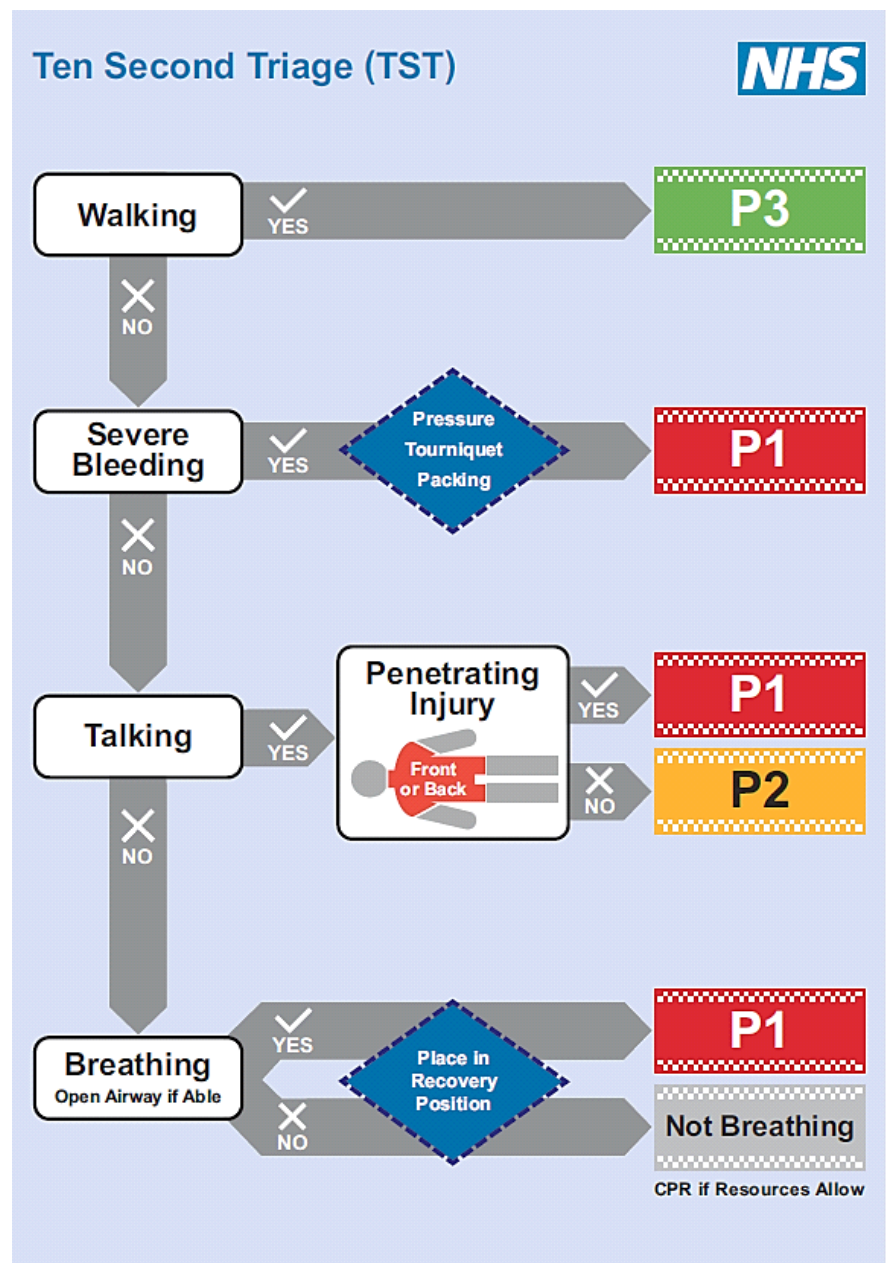 Ten Second Triage (TST)
NHS
Walking
YES
P3
NO
Severe
Bleeding
YES
Pressure
Tourniquet
Packing
P1
NO
Talking
YES
Penetrating
Injury
Front
or Back
YES
P1
NO
P2
NO
Breathing
Open Airway if Able
YES
NO
Place in
Recovery
Position
P1
Not Breathing
CPR if Resources Allow